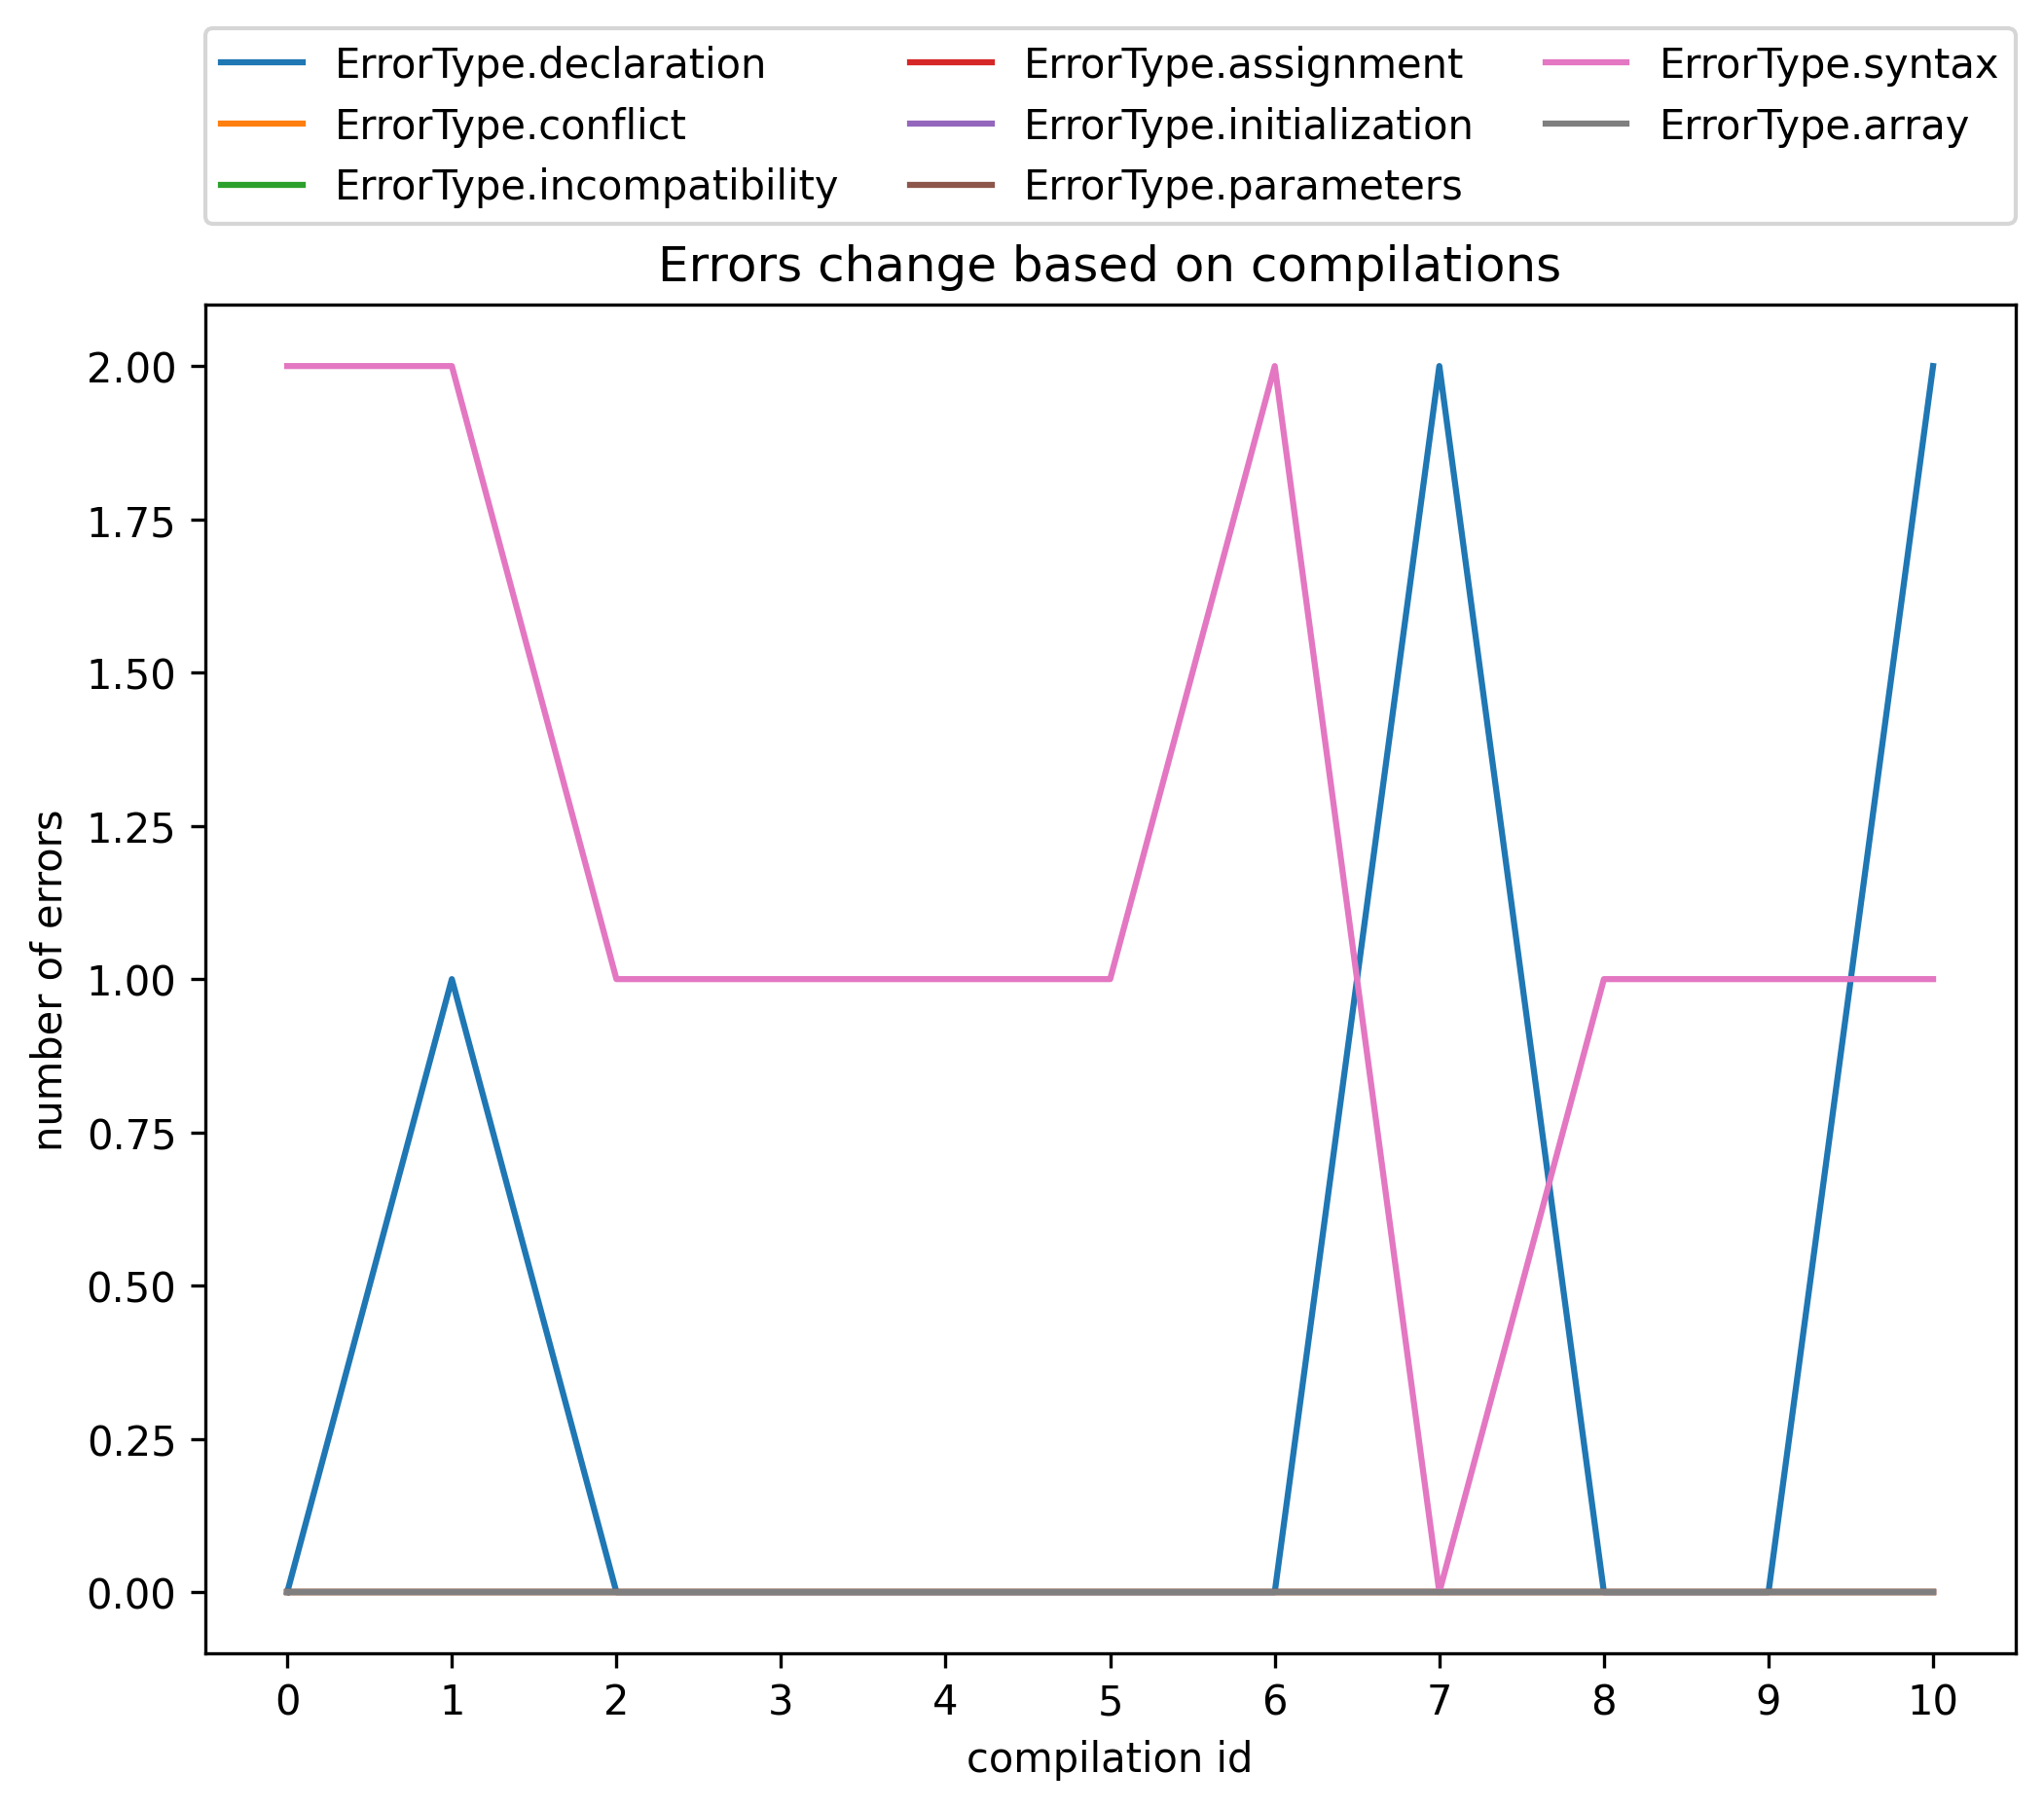 ErrorType.declaration
ErrorType.conflict
ErrorType.incompatibility
ErrorType.assignment
ErrorType.initialization
ErrorType.parameters
ErrorType.syntax
ErrorType.array
Errors change based on compilations
number of errors
2.00
1.75
1.50
1.25
1.00
0.75
0.50
0.25
0.00
0 1 2 3 4 5 6 7 8 9 10
compilation id